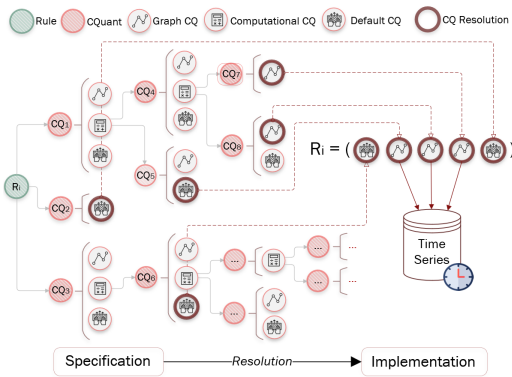 Rule CQuant Graph CQ Computational CQ Default CQ CQ Resolution
CQ4 CQ7
CQ1
CQ5 CQ8 Ri = ( )
Ri
CQ2
Time
Series
CQ3 CQ6 ... ... ...
... ...
...
Specification Resolution Implementation